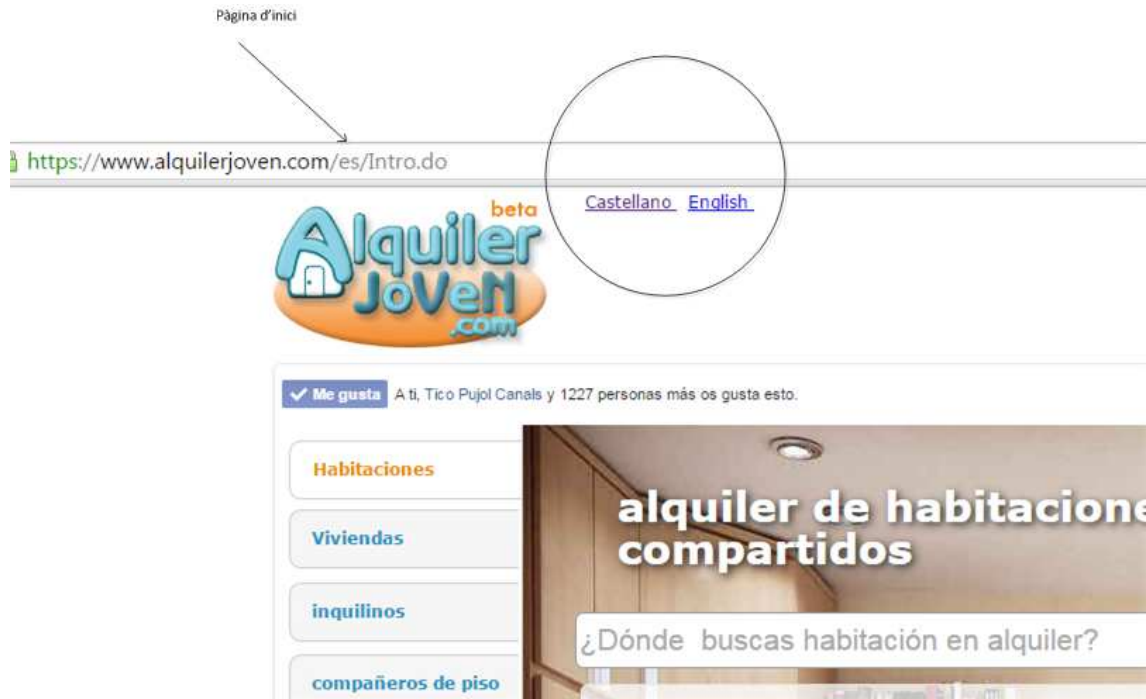 Pàgina d'inici
https://www.alquilerjoven.com/es/Intro.do
Castellano English
beta
Alquiler
JoVeN
.com
Me gusta A ti, Tico Pujol Canals y 1227 personas más os gusta esto.
Habitaciones
alquiler de habitacione
compartidos
Viviendas
inquilinos
¿Dónde buscas habitación en alquiler?
compañeros de piso